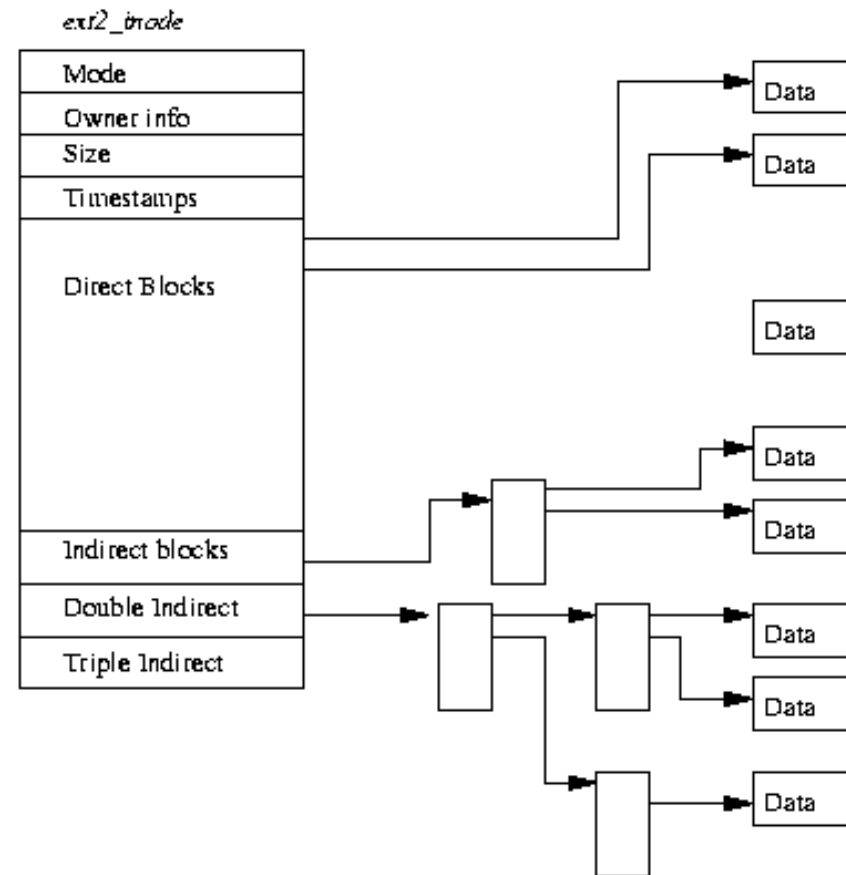 ext2_inode
Mode
Owner info
Size
Timestamps
Direct Blocks
Indirect blocks
Double Indirect
Triple Indirect
Data
Data
Data
Data
Data
Data
Data
Data